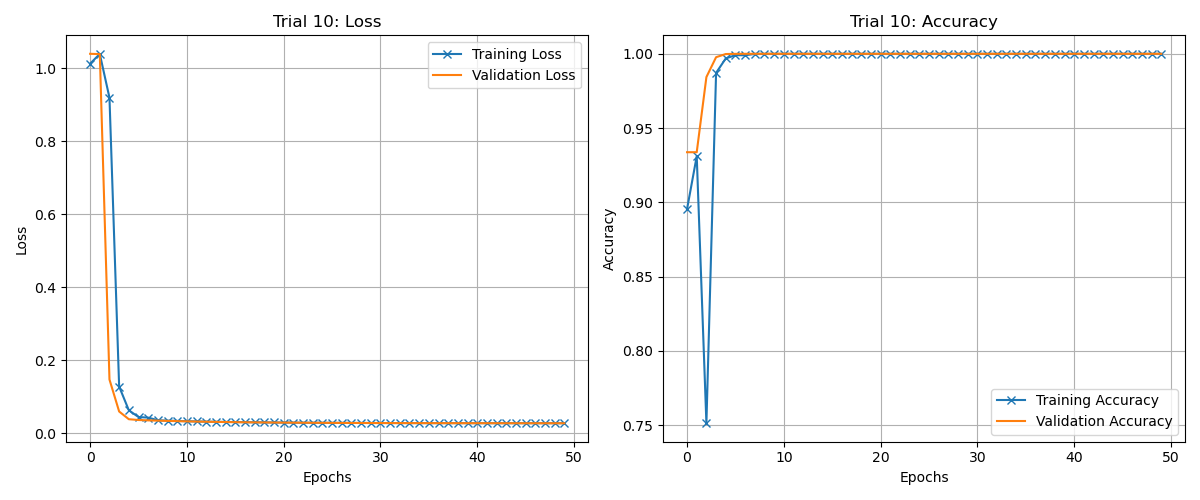 Trial 10: Loss
Training Loss
Validation Loss
1.0
0.8
0.6
0.4
0.2
0.0
Loss
0
10
20
30
40
50
Epochs
Trial 10: Accuracy
1.00
0.95
0.90
0.85
0.80
0.75
Accuracy
Training Accuracy
Validation Accuracy
0
10
20
30
40
50
Epochs